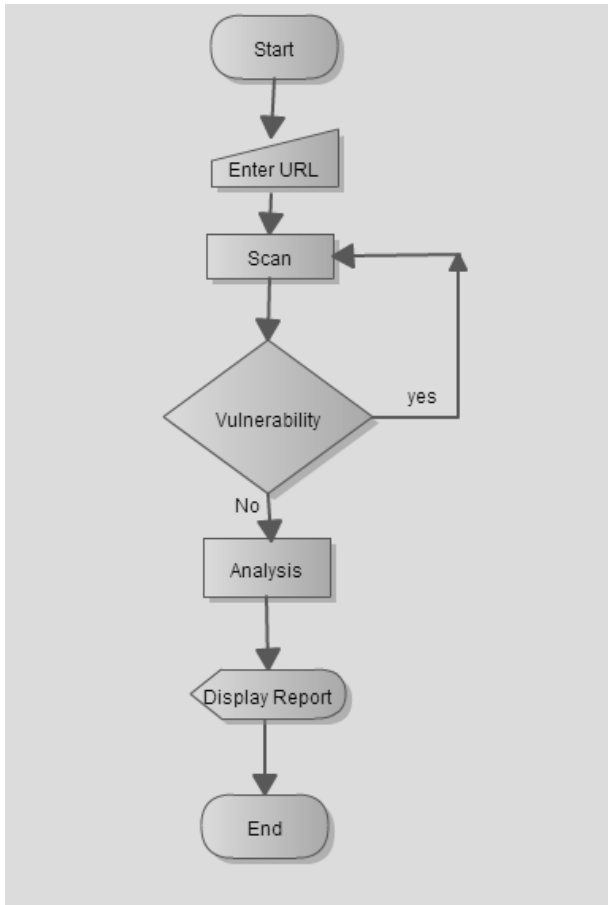 Start
Enter URL
Scan
Vulnerability
yes
No
Analysis
Display Report
End